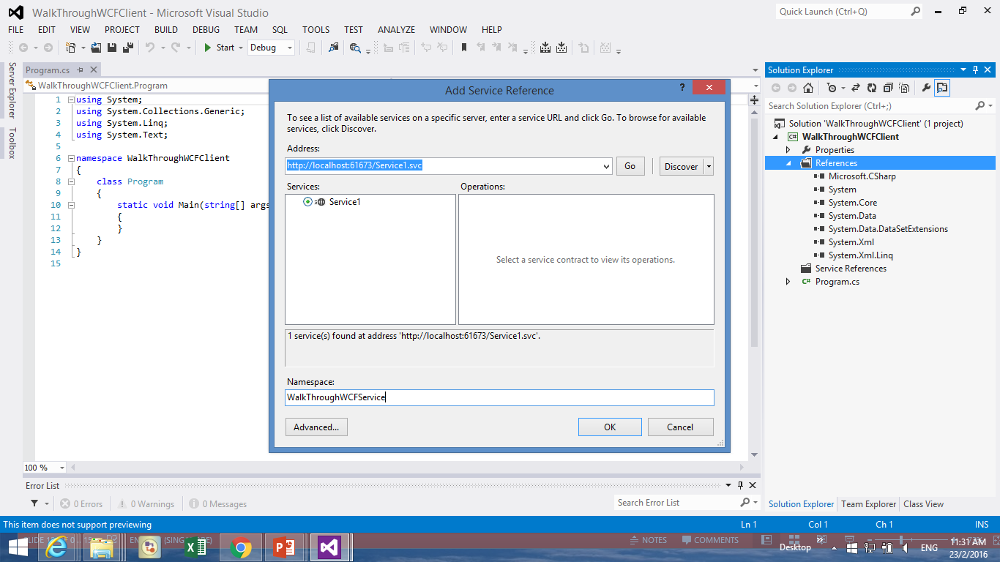 WalkThroughWCFClient - Microsoft Visual Studio
Quick Launch (Ctrl+Q)
FILE EDIT VIEW PROJECT BUILD DEBUG TEAM SQL TOOLS TEST ANALYZE WINDOW HELP
Start Debug
Server Explorer
Toolbox
Program.cs
WalkThroughWCFClient.Program
1 using System;
2 using System.Collections.Generic;
3 using System.Linq;
4 using System.Text;
5
6 namespace WalkThroughWCFClient
7 {
8 class Program
9 {
10 static void Main(string[] args
11 {
12 }
13 }
14 }
15
100 %
Add Service Reference
?
To see a list of available services on a specific server, enter a service URL and click Go. To browse for available
services, click Discover.
Address:
http://localhost:61673/Service1.svc
Go
Discover
Services: Operations:
Service1
Select a service contract to view its operations.
1 service(s) found at address 'http://localhost:61673/Service1.svc'.
Namespace:
WalkThroughWCFService
Advanced...
OK
Cancel
Solution Explorer
Search Solution Explorer (Ctrl+;)
Solution 'WalkThroughWCFClient' (1 project)
C# WalkThroughWCFClient
Properties
References
Microsoft.CSharp
System
System.Core
System.Data
System.Data.DataSetExtensions
System.Xml
System.Xml.Linq
Service References
C# Program.cs
Error List
0 Errors 0 Warnings 0 Messages
Search Error List
Solution Explorer Team Explorer Class View
This item does not support previewing
Ln 1 Col 1 Ch 1 INS
NOTES COMMENTS
Desktop
ENG
11:31 AM
23/2/2016